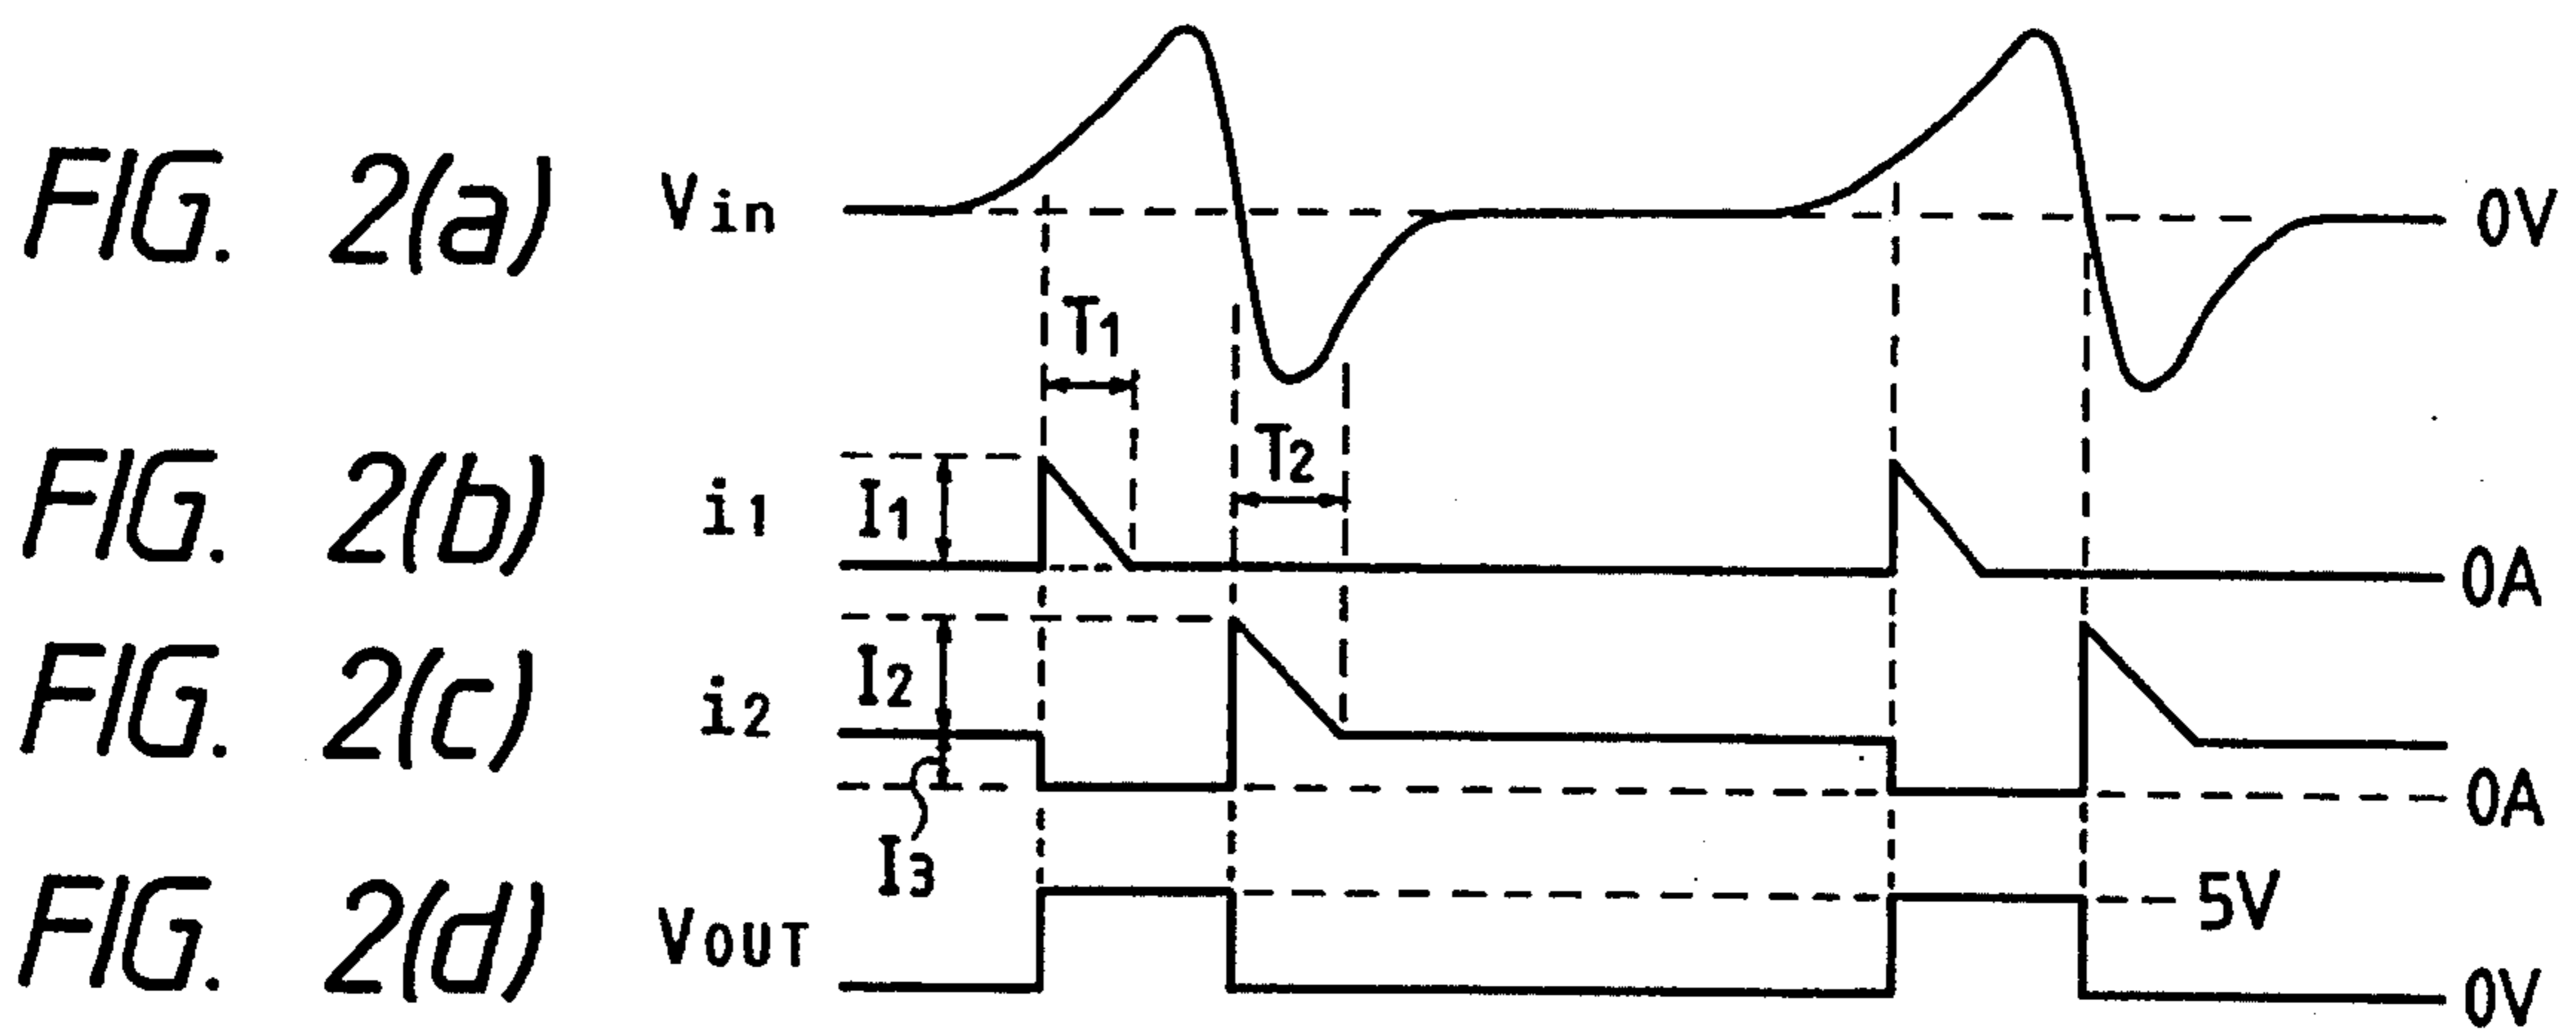 FIG. 2(a) Vin 0V
T1
T2
FIG. 2(b) i1 I1 0A
FIG. 2(c) i2 I2 0A
I3
5V
FIG. 2(d) VOUT 0V